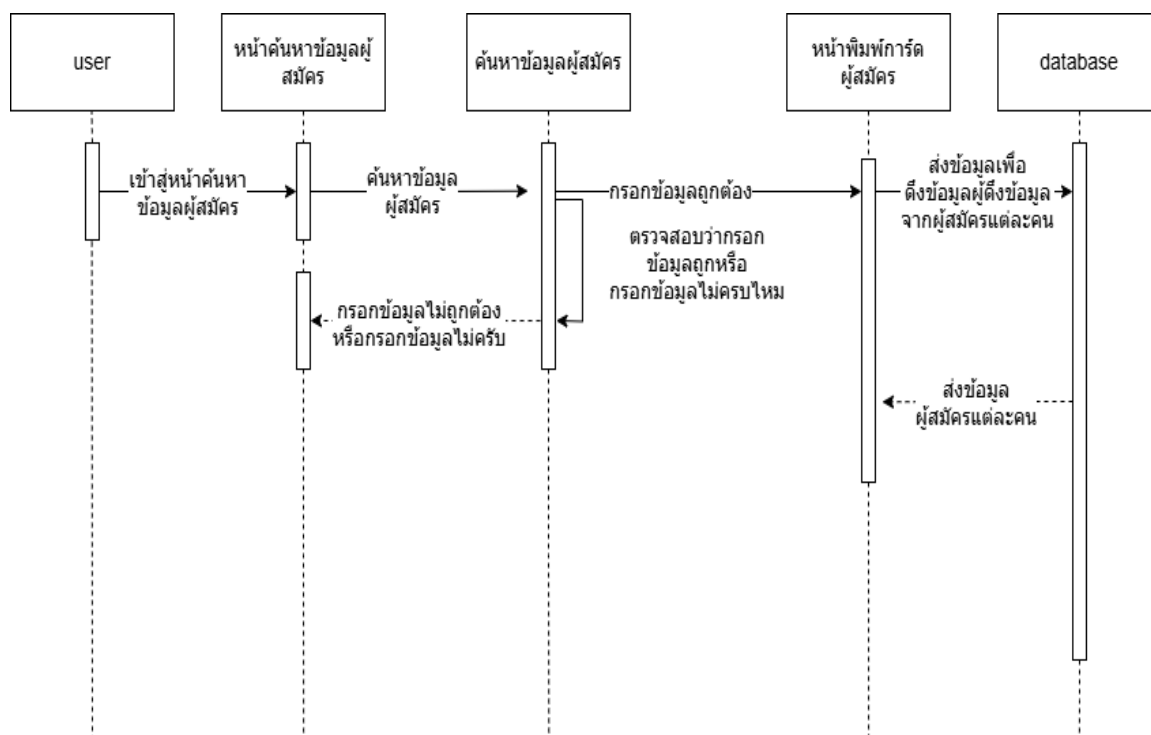 user
หน้าค้นหาข้อมูลผู้
สมัคร
ค้นหาข้อมูลผู้สมัคร
หน้าพิมพ์การ์ด
ผู้สมัคร
database
เข้าสู่หน้าค้นหา
ข้อมูลผู้สมัคร
ค้นหาข้อมูล
ผู้สมัคร
กรอกข้อมูลถูกต้อง
ส่งข้อมูลเพื่อ
ดึงข้อมูลผู้ดึงข้อมูล
จากผู้สมัครแต่ละคน
ตรวจสอบว่ากรอก
ข้อมูลถูกหรือ
กรอกข้อมูลไม่ครบไหม
กรอกข้อมูลไม่ถูกต้อง
หรือกรอกข้อมูลไม่ครับ
ส่งข้อมูล
ผู้สมัครแต่ละคน